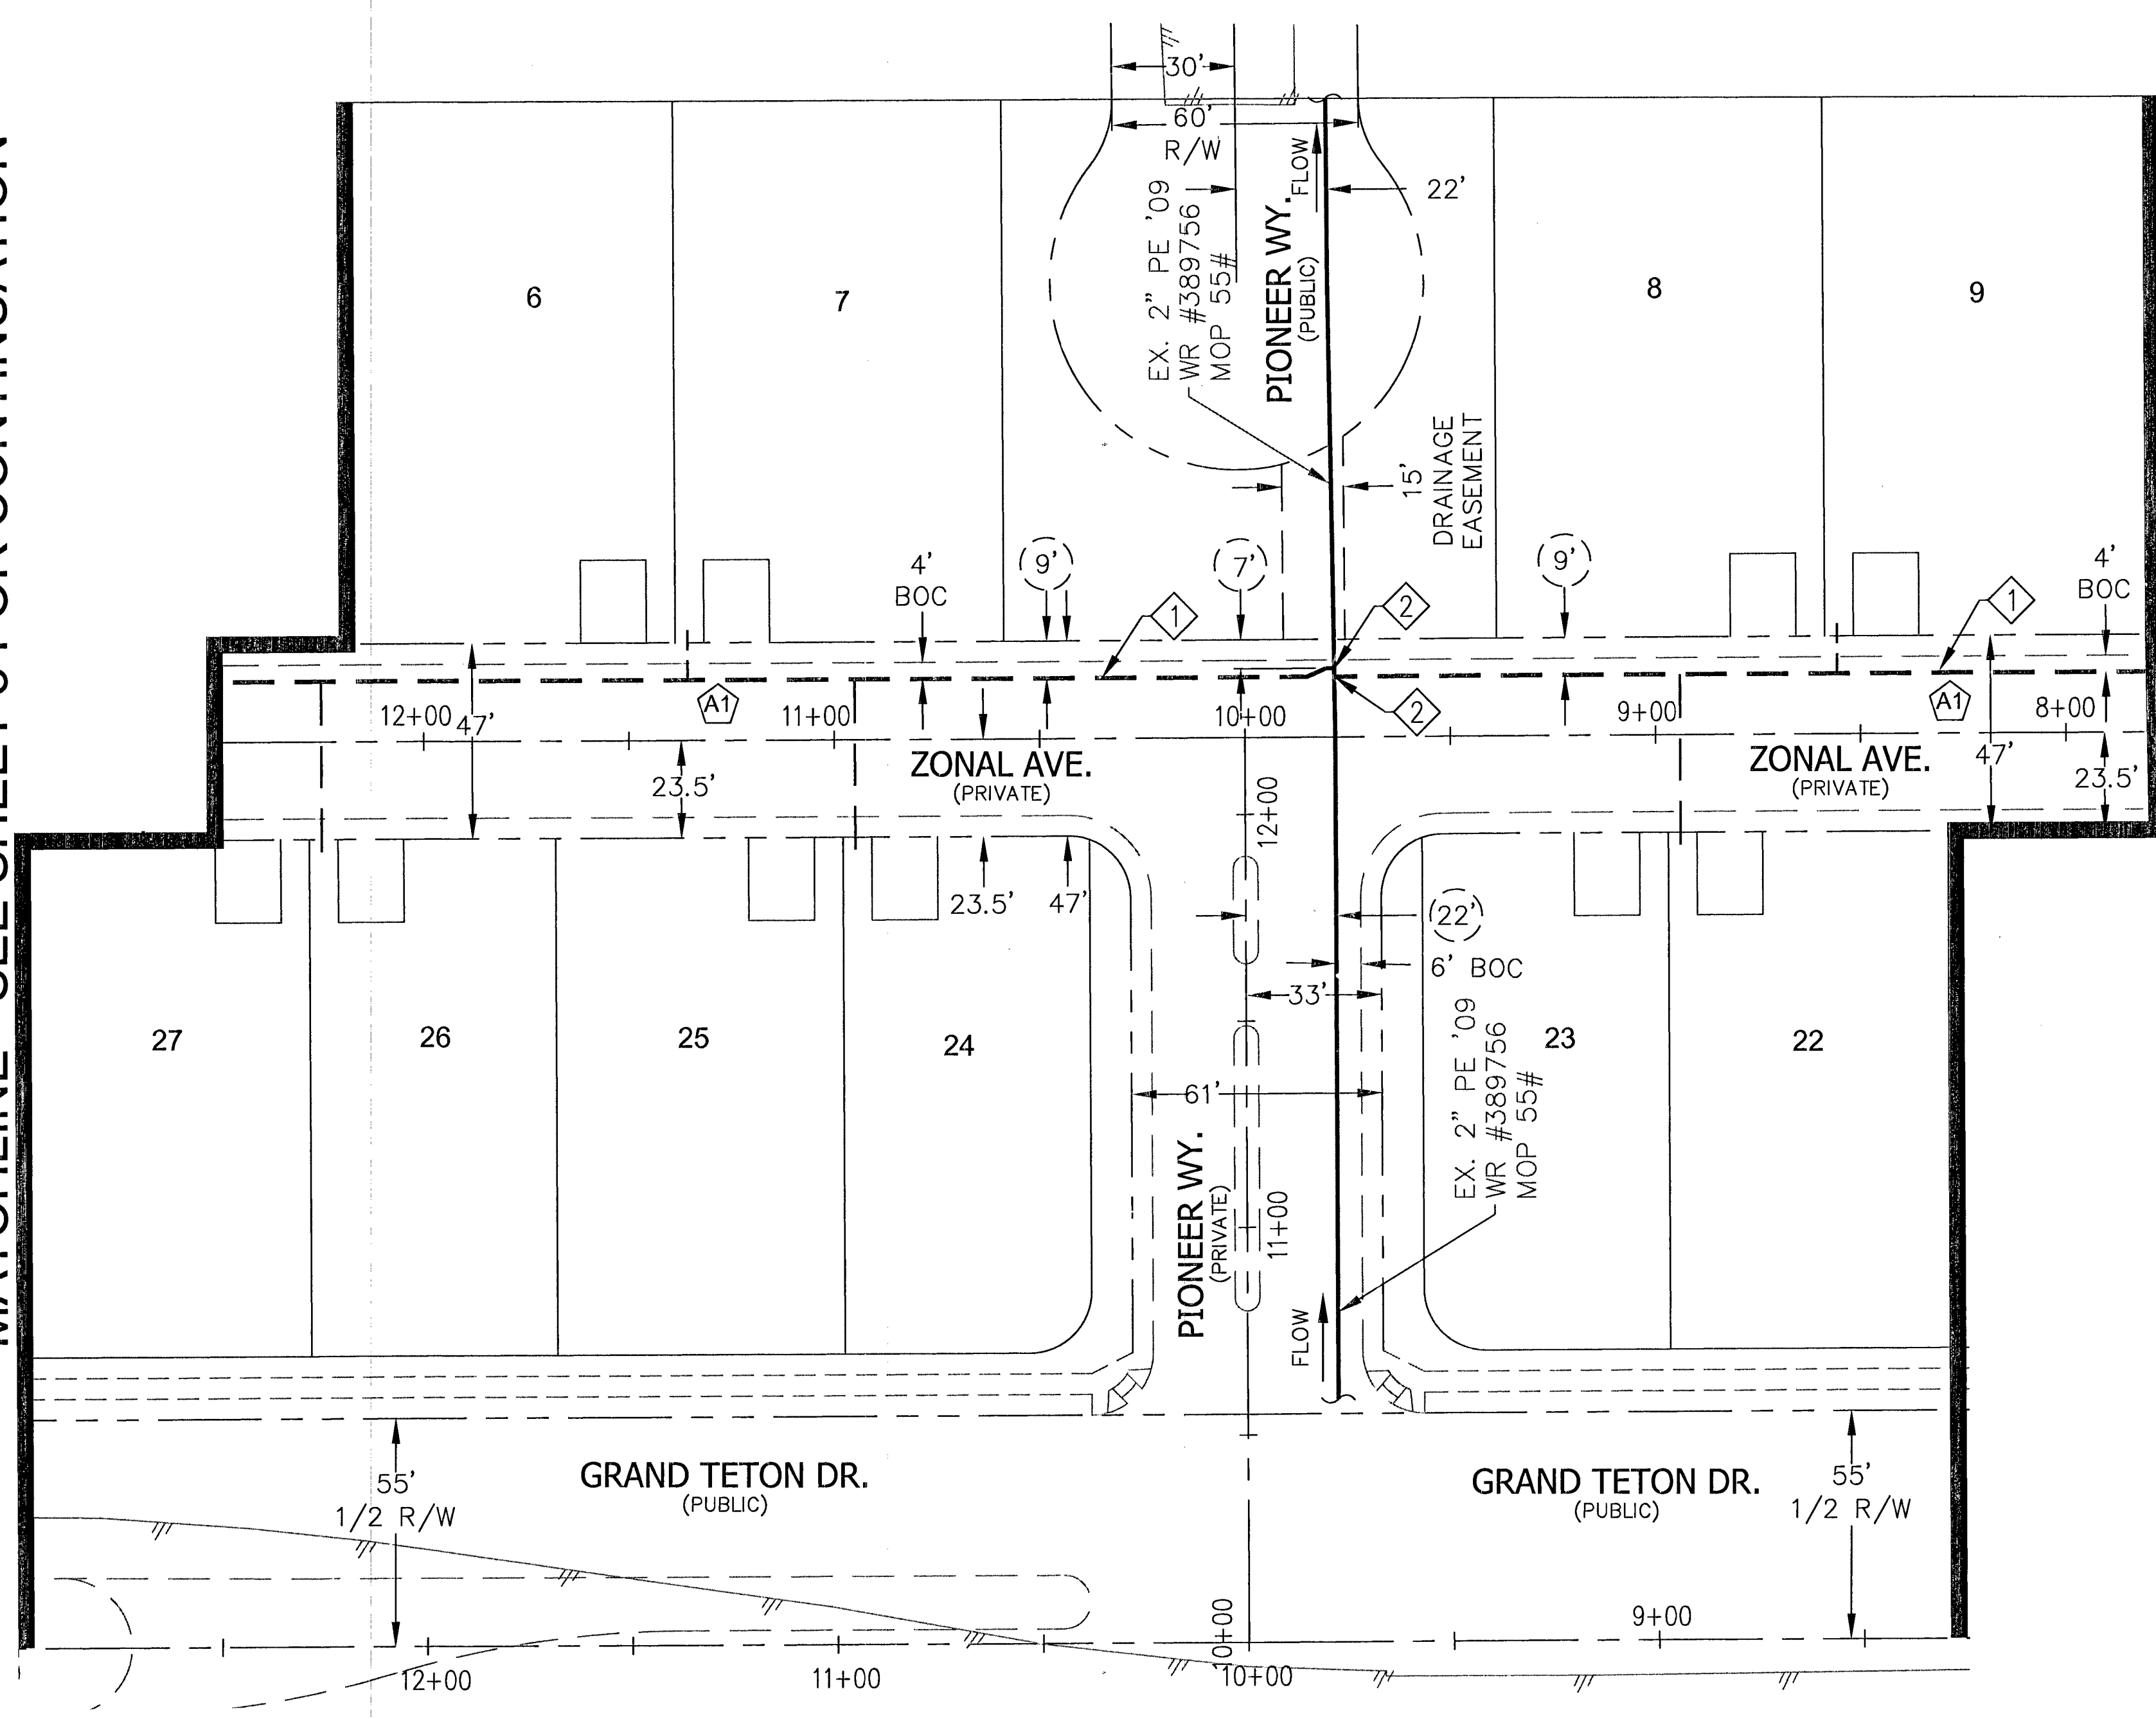 30'
60'
R/W
FLOW
22'
EX. 2" PE '09
WR #389756
MOP 55#
PIONEER WY.
(PUBLIC)
6
7
8
9
15'
DRAINAGE
EASEMENT
4'
BOC
9'
7'
9'
4'
BOC
1
2
1
A1
2
A1
12+00
47'
11+00
10+00
9+00
8+00
23.5'
ZONAL AVE.
(PRIVATE)
ZONAL AVE.
(PRIVATE)
47'
23.5'
12+00
23.5'
47'
22'
6' BOC
33'
27
26
25
24
23
22
EX. 2" PE '09
WR #389756
MOP 55#
61'
PIONEER WY.
(PRIVATE)
11+00
FLOW
55'
1/2 R/W
GRAND TETON DR.
(PUBLIC)
GRAND TETON DR.
(PUBLIC)
55'
1/2 R/W
10+00
9+00
12+00
11+00
10+00